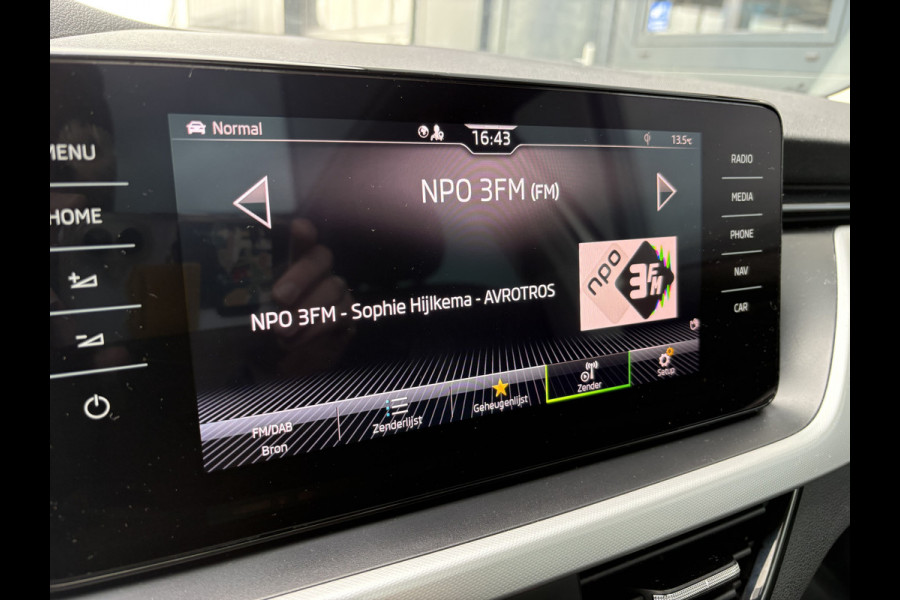 Normal
16:43
13.5°C
MENU
HOME
NPO 3FM (FM)
NPO 3FM - Sophie Hijlkema - AVROTROS
npo
3FM
FM/DAB
Bron
Zenderlijst
Geheugenlijst
Zender
Setup
RADIO
MEDIA
PHONE
NAV
CAR